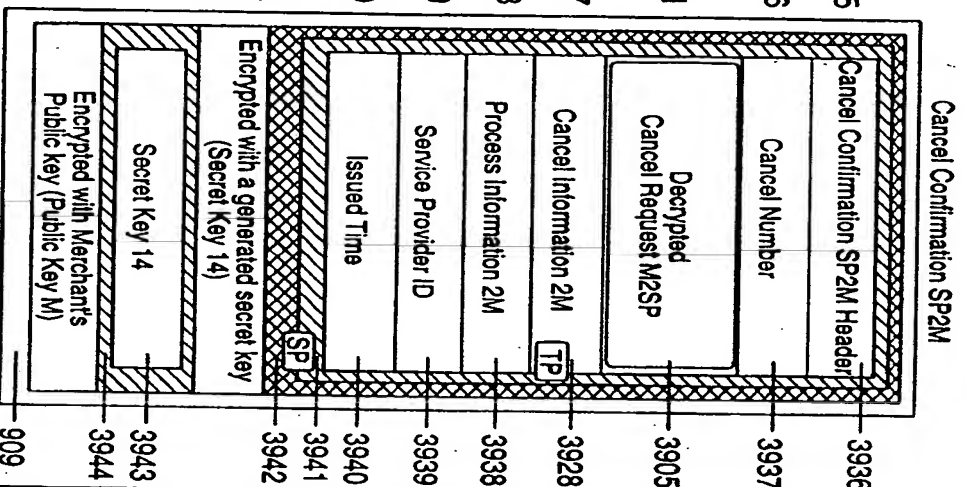 Cancel Confirmation SP2M
Cancel Confirmation SP2M Header
3936
Cancel Number
3937
Decrypted
Cancel Request M2SP
3905
Cancel Information 2M
TP
3928
Process Information 2M
3938
Service Provider ID
3939
Issued Time
3940
SP
3941
3942
Encrypted with a generated secret key
(Secret Key 14)
Secret Key 14
3943
3944
Encrypted with Merchant's
Public key (Public Key M)
909